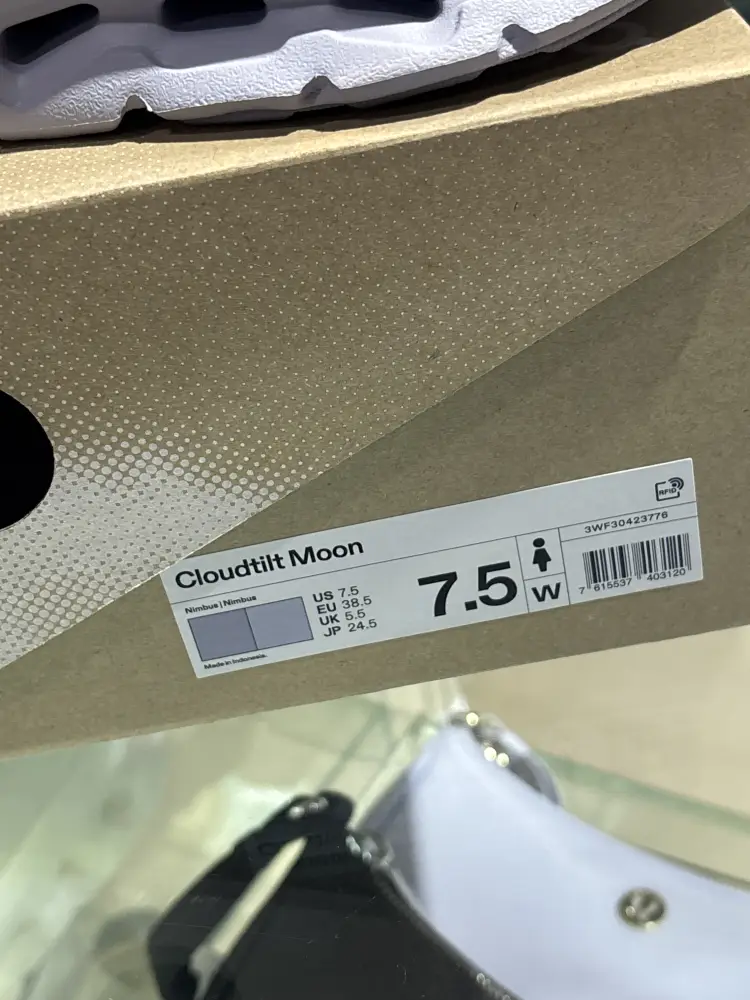 RFID
Cloudtilt Moon
3WF30423776
Nimbus | Nimbus
US 7.5
EU 38.5
UK 5.5
JP 24.5
7.5
W
7 615537 403120
Made in Indonesia.